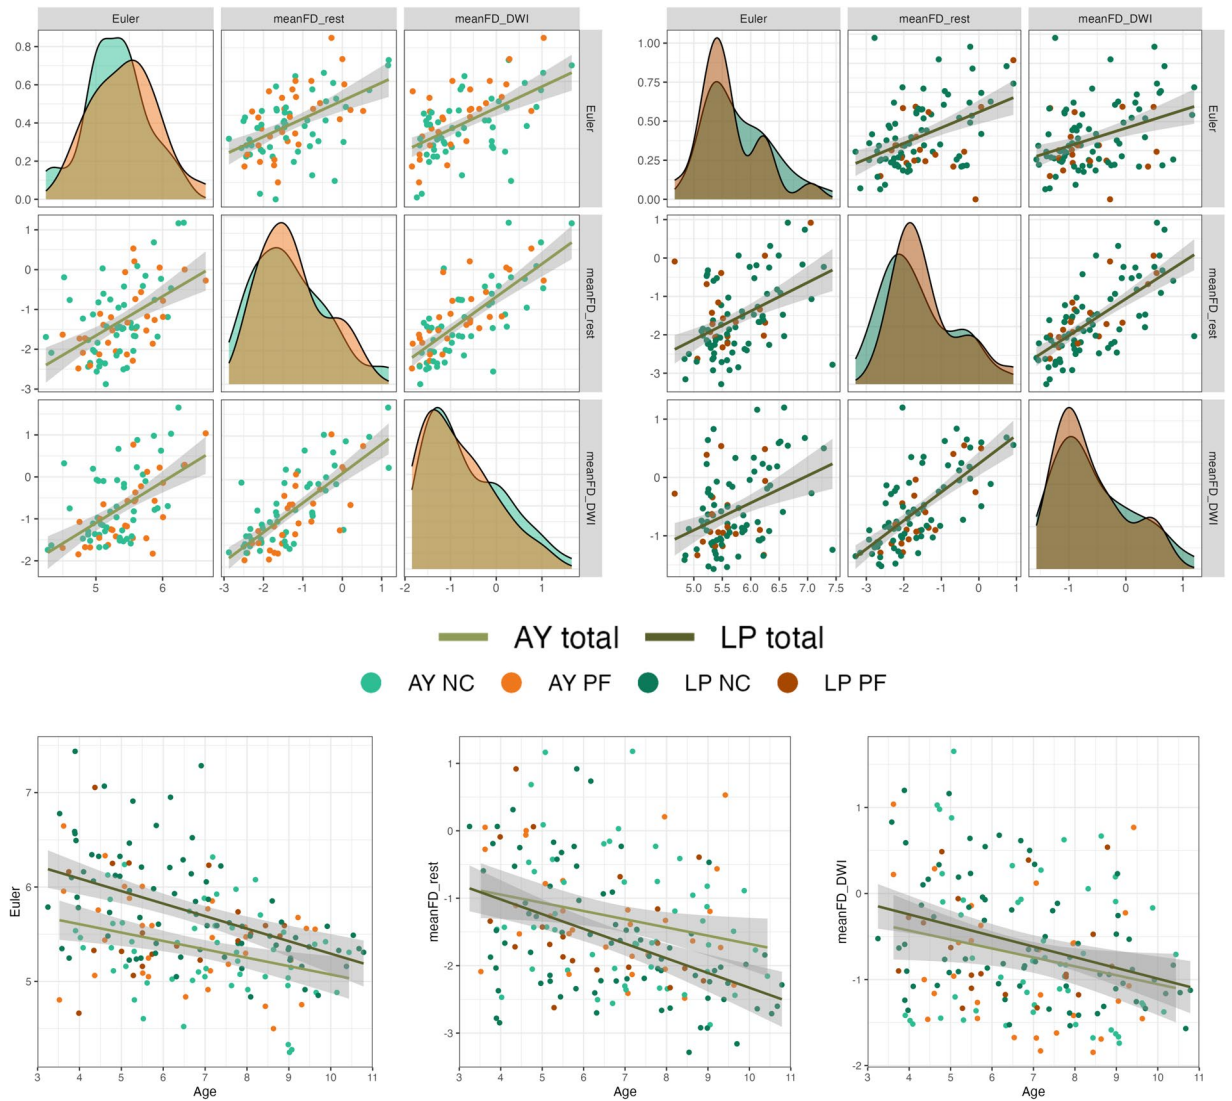 Euler meanFD_rest meanFD_DWI Euler meanFD_rest meanFD_DWI
0.8 0.6 0.4 0.2 0.0 Euler 1.00 0.75 0.50 0.25 0.00 Euler
1 0 -1 -2 -3 meanFD_rest 1 0 -1 -2 -3 meanFD_rest
1 0 -1 -2 meanFD_DWI 1 0 -1 meanFD_DWI
5 6 -3 -2 -1 0 1 -2 -1 0 1 5.0 5.5 6.0 6.5 7.0 7.5 -3 -2 -1 0 1 -1 0 1
AY total LP total
AY NC AY PF LP NC LP PF
Euler 7 6 5
3 4 5 6 7 8 9 10 11
Age
meanFD_rest 1 0 -1 -2 -3
3 4 5 6 7 8 9 10 11
Age
meanFD_DWI 1 0 -1 -2
3 4 5 6 7 8 9 10 11
Age